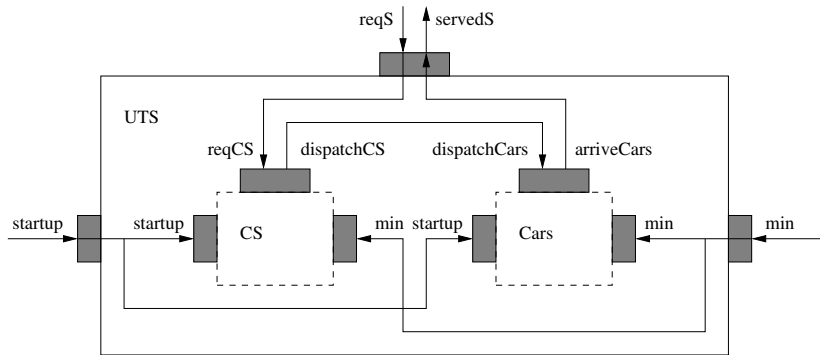 reqS servedS
UTS
reqCS dispatchCS dispatchCars arriveCars
startup startup CS min startup Cars min min